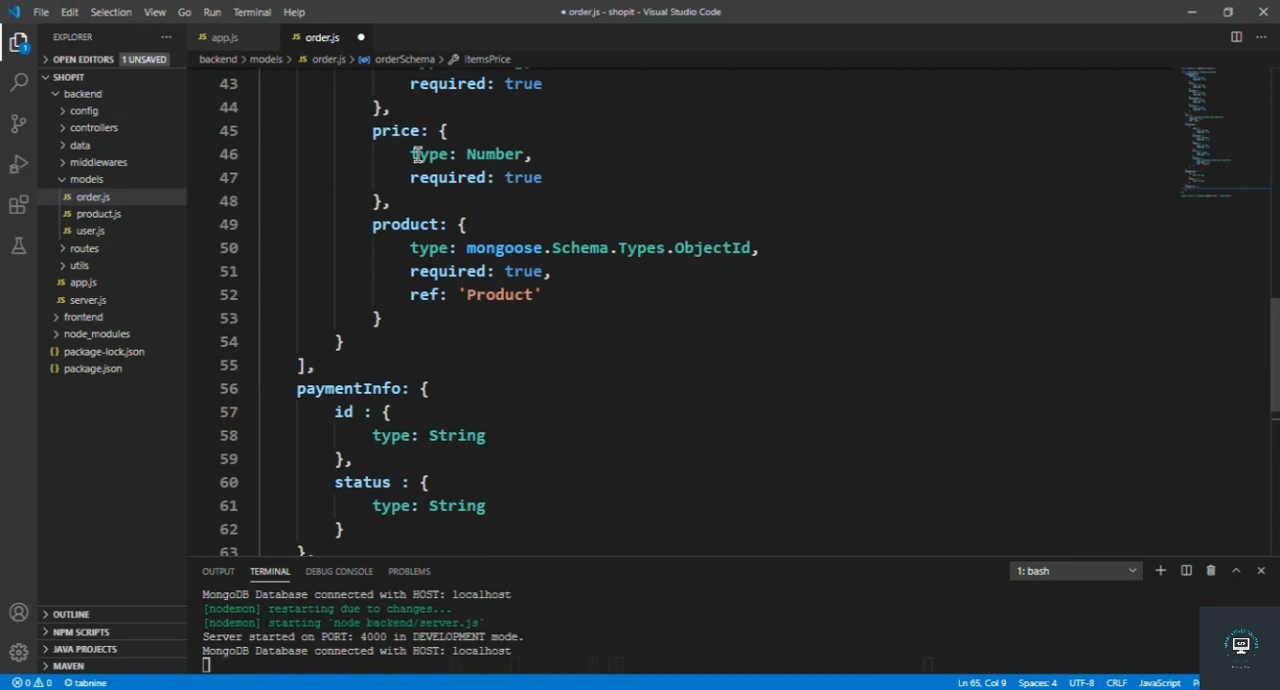 File Edit Selection View Go Run Terminal Help
● order.js - shopit - Visual Studio Code
EXPLORER
OPEN EDITORS 1 UNSAVED
SHOPIT
backend
config
controllers
data
middlewares
models
JS order.js
JS product.js
JS user.js
routes
utils
JS app.js
JS server.js
frontend
node_modules
{} package-lock.json
{} package.json
OUTLINE
NPM SCRIPTS
JAVA PROJECTS
MAVEN
JS app.js
JS order.js ●
backend > models > JS order.js > orderSchema > itemsPrice
43 required: true
44 },
45 price: {
46 type: Number,
47 required: true
48 },
49 product: {
50 type: mongoose.Schema.Types.ObjectId,
51 required: true,
52 ref: 'Product'
53 }
54 }
55 ],
56 paymentInfo: {
57 id : {
58 type: String
59 },
60 status : {
61 type: String
62 }
63 },
OUTPUT TERMINAL DEBUG CONSOLE PROBLEMS
1: bash
MongoDB Database connected with HOST: localhost
[nodemon] restarting due to changes...
[nodemon] starting `node backend/server.js`
Server started on PORT: 4000 in DEVELOPMENT mode.
MongoDB Database connected with HOST: localhost
0 0 tabnine
Ln 65, Col 9 Spaces: 4 UTF-8 CRLF JavaScript